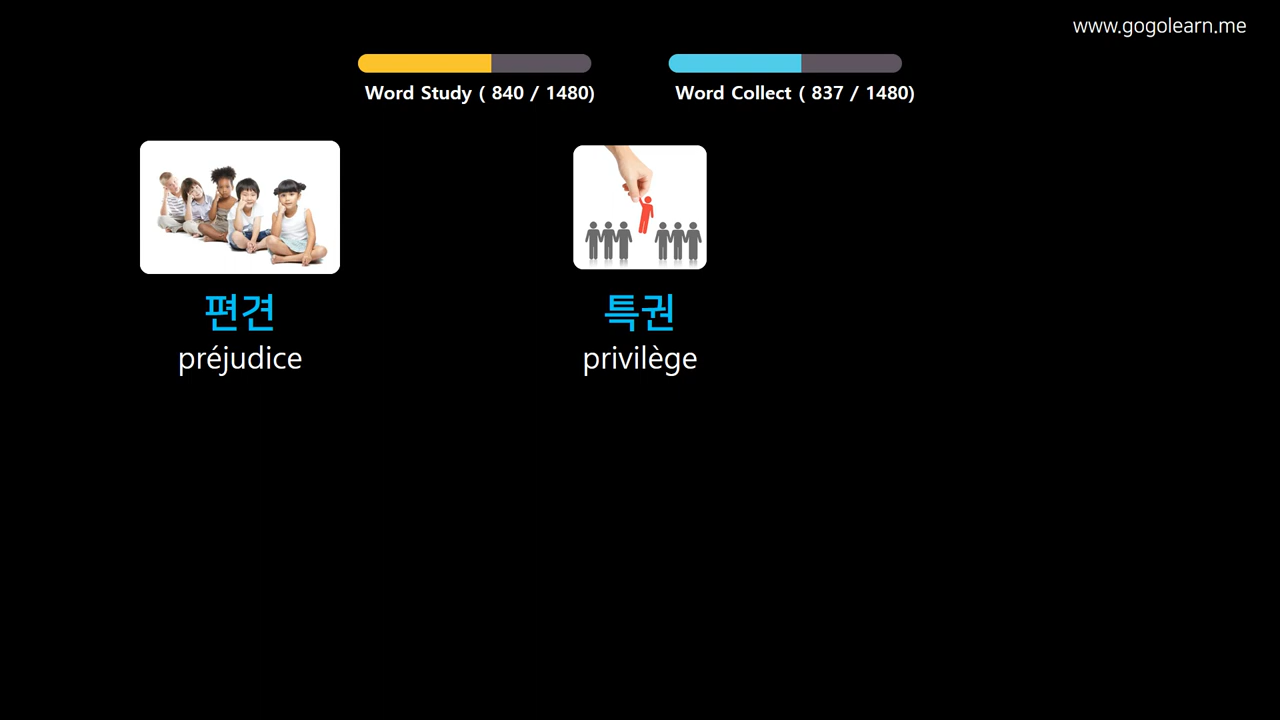 www.gogolearn.me
Word Study ( 840 / 1480)
Word Collect ( 837 / 1480)
편견
préjudice
특권
privilège